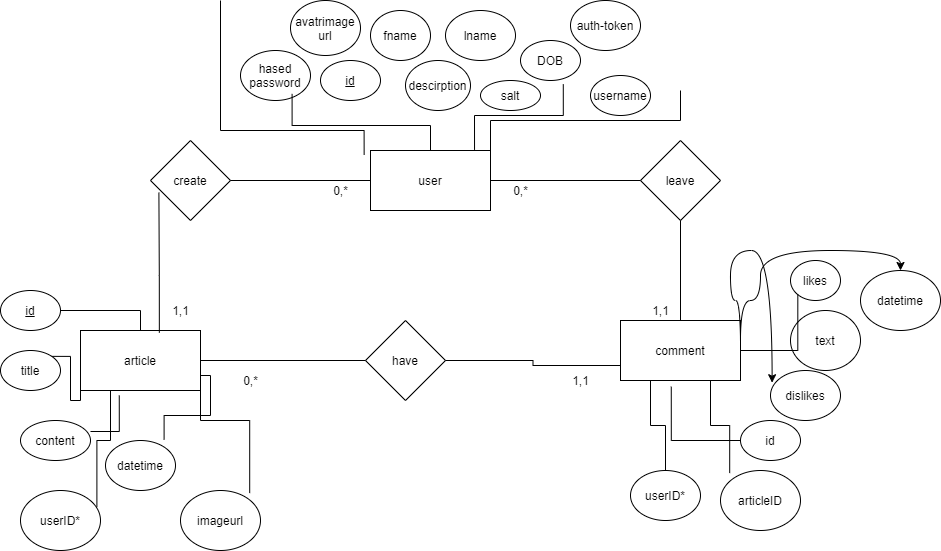 avatrimage
url
fname
lname
auth-token
hased
password
id
descirption
DOB
salt
username
create
user
leave
0,*
0,*
1,1
1,1
id
likes
datetime
article
have
comment
text
title
0,*
1,1
dislikes
content
datetime
id
userID*
imageurl
userID*
articleID